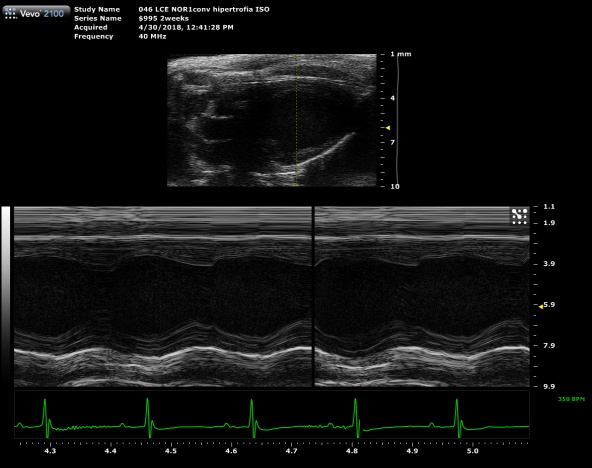 Vevo 2100
Study Name 046 LCE NOR1conv hipertrofia ISO
Series Name S995 2weeks
Acquired 4/30/2018, 12:41:28 PM
Frequency 40 MHz
1 mm
4
7
10
1.1
1.9
3.9
5.9
7.9
9.9
350 BPM
4.3 4.4 4.5 4.6 4.7 4.8 4.9 5.0